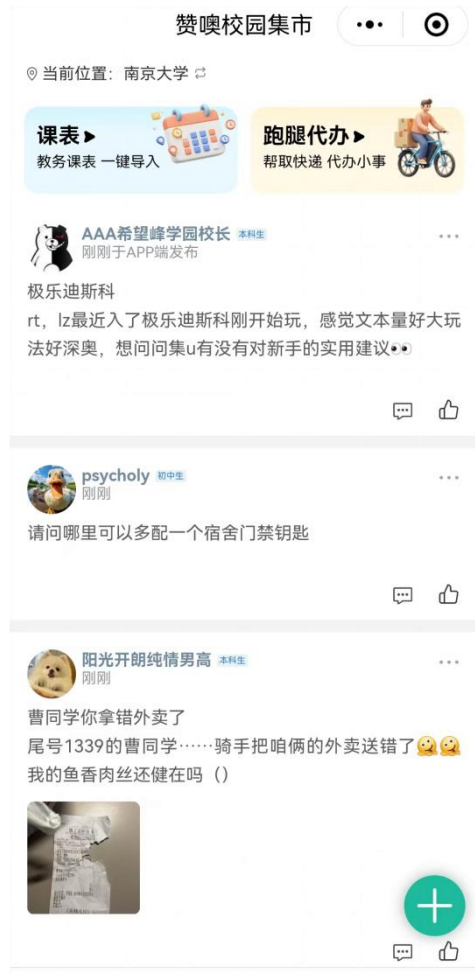 赞噢校园集市
当前位置：南京大学
课表
教务课表 一键导入
跑腿代办
帮取快递 代办小事
AAA希望峰学园校长 本科生
刚刚于APP端发布
极乐迪斯科
rt，lz最近入了极乐迪斯科刚开始玩，感觉文本量好大玩
法好深奥，想问问集u有没有对新手的实用建议👀
psycholy 初中生
刚刚
请问哪里可以多配一个宿舍门禁钥匙
阳光开朗纯情男高 本科生
刚刚
曹同学你拿错外卖了
尾号1339的曹同学……骑手把咱俩的外卖送错了🫠🫠
我的鱼香肉丝还健在吗（）